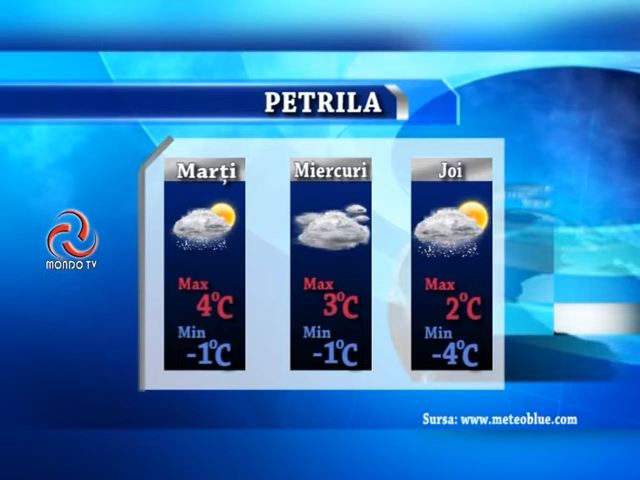 PETRILA
Marți
Miercuri
Joi
Max
4°C
Min
-1°C
Max
3°C
Min
-1°C
Max
2°C
Min
-4°C
MONDO TV
Sursa: www.meteoblue.com